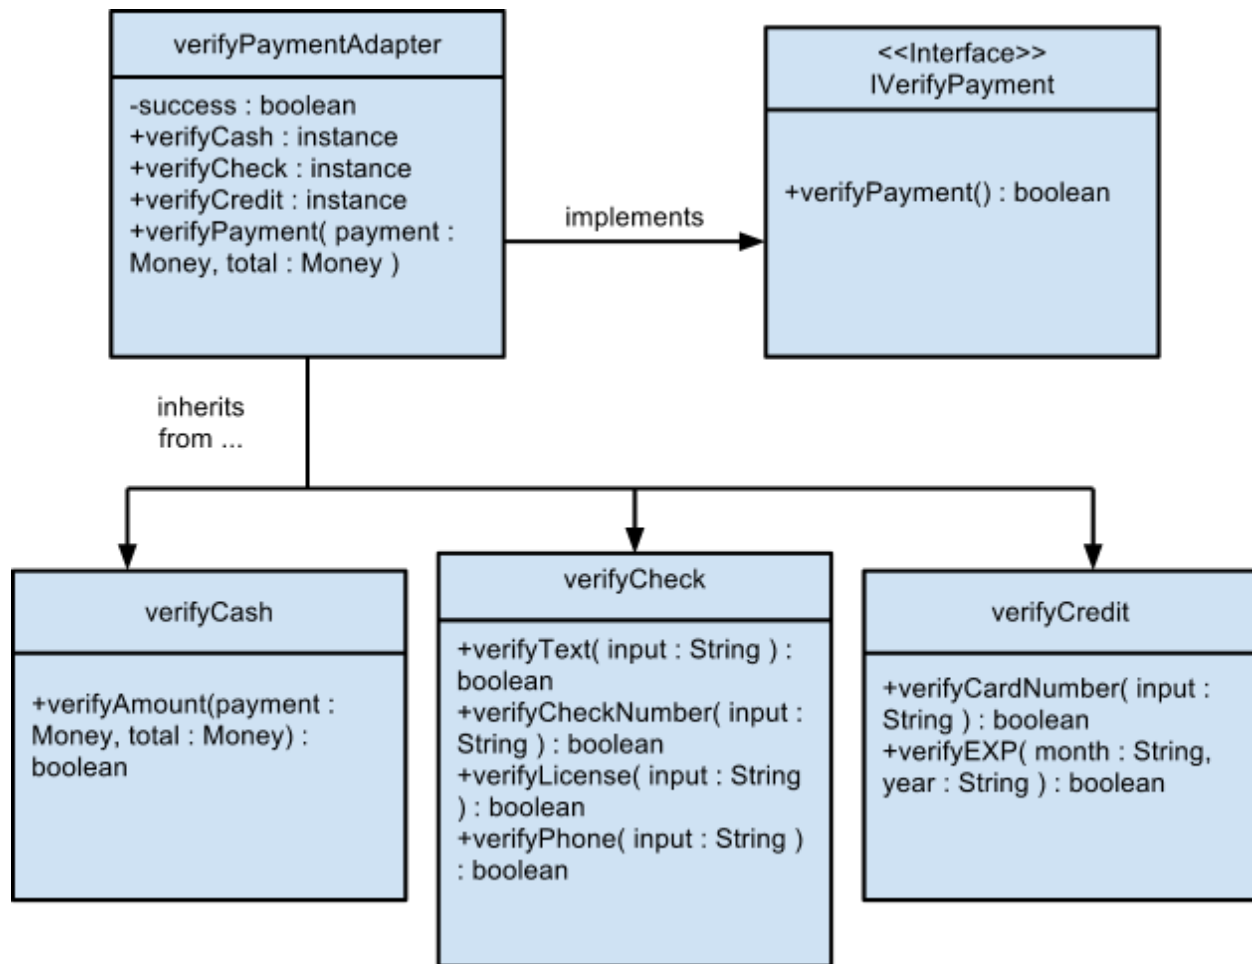 verifyPaymentAdapter
-success : boolean
+verifyCash : instance
+verifyCheck : instance
+verifyCredit : instance
+verifyPayment( payment :
Money, total : Money )
<<Interface>>
IVerifyPayment
+verifyPayment() : boolean
implements
inherits
from ...
verifyCash
+verifyAmount(payment :
Money, total : Money) :
boolean
verifyCheck
+verifyText( input : String ) :
boolean
+verifyCheckNumber( input :
String ) : boolean
+verifyLicense( input : String
) : boolean
+verifyPhone( input : String )
: boolean
verifyCredit
+verifyCardNumber( input :
String ) : boolean
+verifyEXP( month : String,
year : String ) : boolean